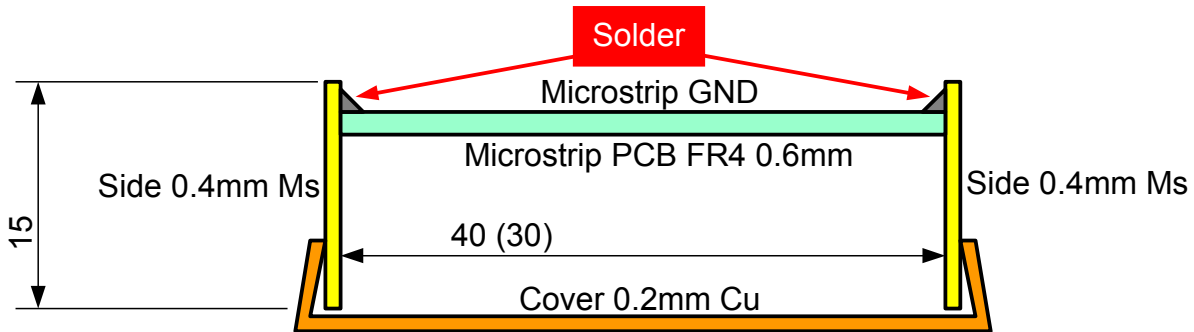 Solder
Microstrip GND
Microstrip PCB FR4 0.6mm
Side 0.4mm Ms
Side 0.4mm Ms
15
40 (30)
Cover 0.2mm Cu